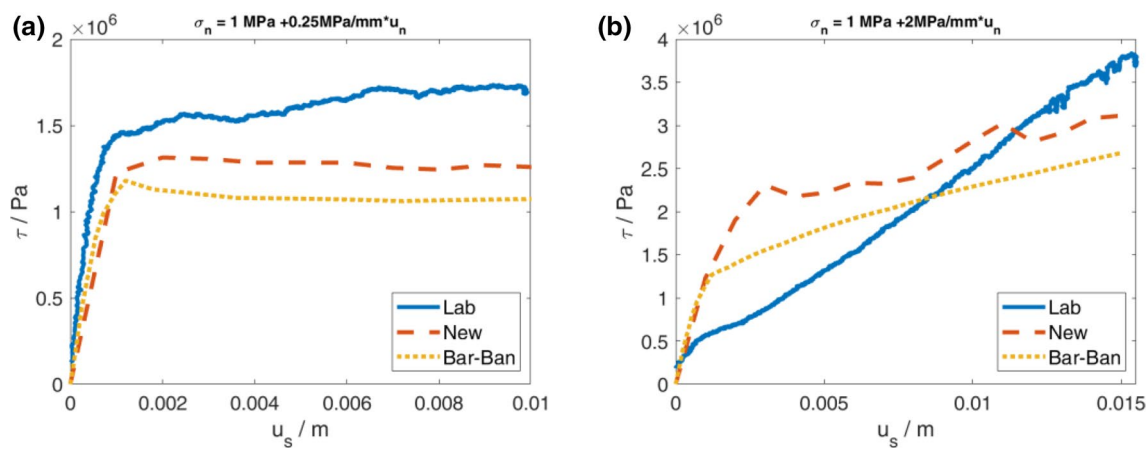 (a)
σn = 1 MPa +0.25MPa/mm*un
×10^6
2
1.5
1
0.5
0
τ / Pa
Lab
New
Bar-Ban
0 0.002 0.004 0.006 0.008 0.01
us / m
(b)
σn = 1 MPa +2MPa/mm*un
×10^6
4
3.5
3
2.5
2
1.5
1
0.5
0
τ / Pa
Lab
New
Bar-Ban
0 0.005 0.01 0.015
us / m